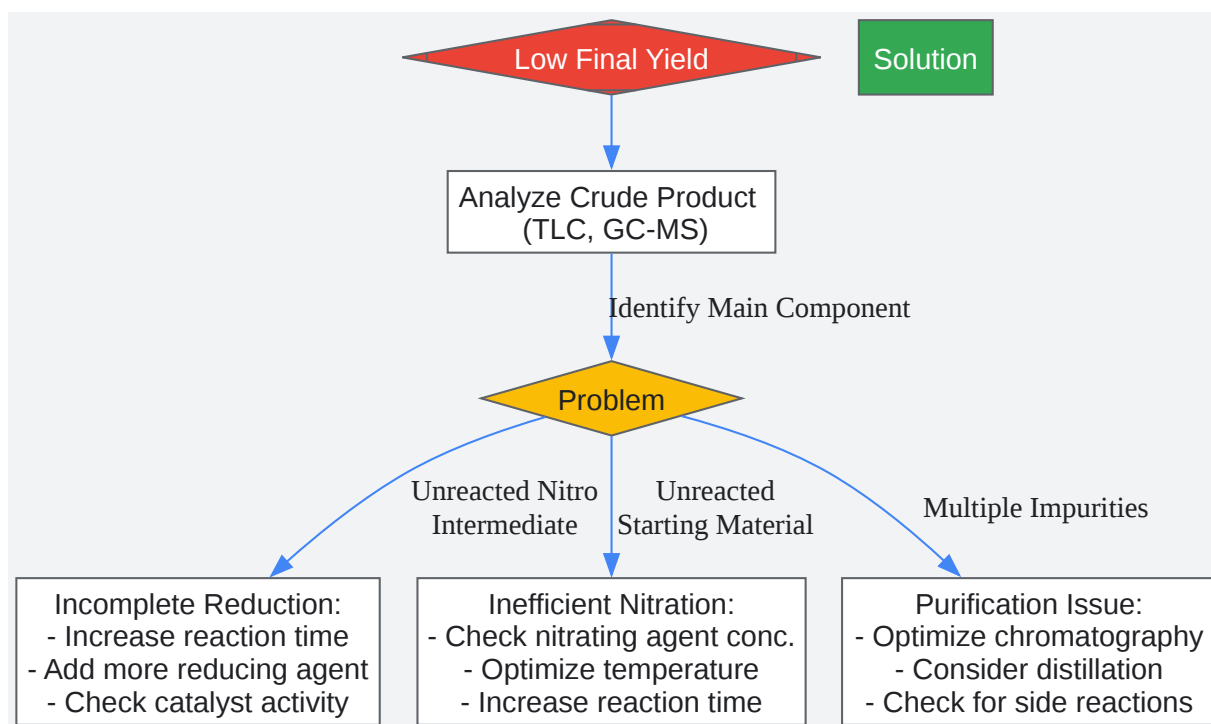 Low Final Yield
Solution
Analyze Crude Product
(TLC, GC-MS)
Identify Main Component
Problem
Unreacted Nitro
Intermediate
Unreacted
Starting Material
Multiple Impurities
Incomplete Reduction:
- Increase reaction time
- Add more reducing agent
- Check catalyst activity
Inefficient Nitration:
- Check nitrating agent conc.
- Optimize temperature
- Increase reaction time
Purification Issue:
- Optimize chromatography
- Consider distillation
- Check for side reactions